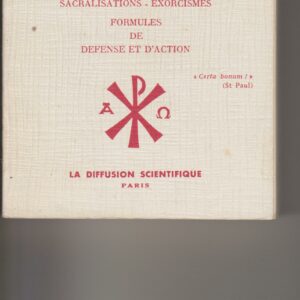 SACRALISATIONS - EXORCISMES
FORMULES
DE
DEFENSE ET D'ACTION
« Certa bonum ! »
(St Paul)
Α Ω
LA DIFFUSION SCIENTIFIQUE
PARIS